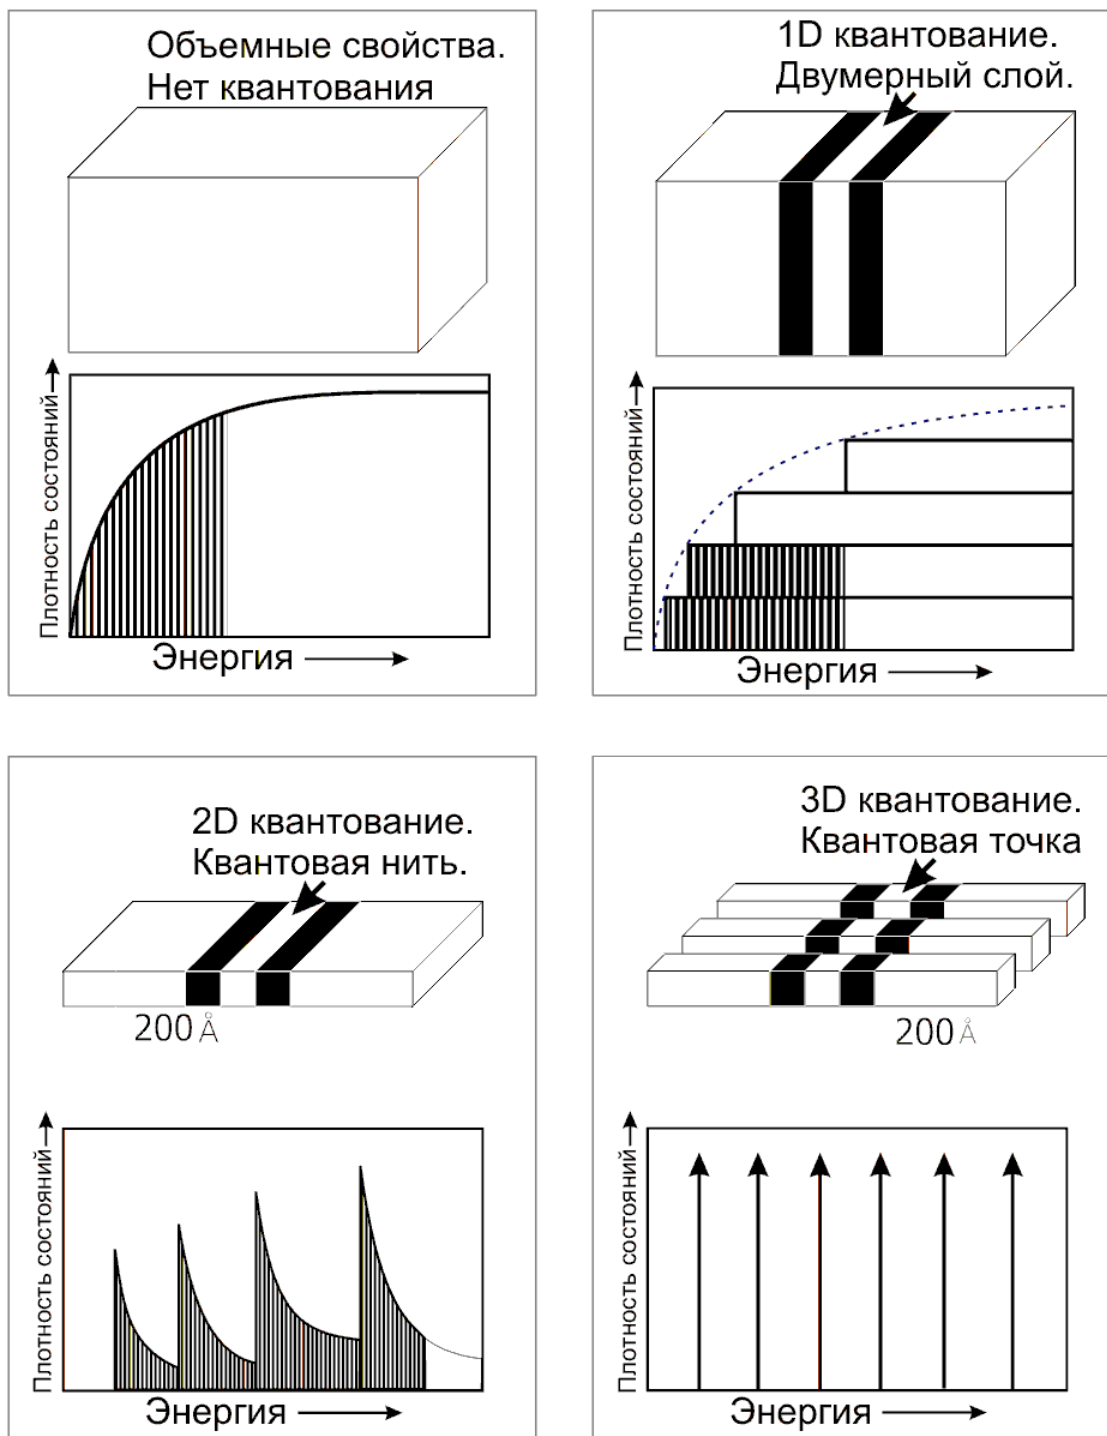 Объемные свойства.
Нет квантования
Плотность состояний
Энергия
1D квантование.
Двумерный слой.
Плотность состояний
Энергия
2D квантование.
Квантовая нить.
200 Å
Плотность состояний
Энергия
3D квантование.
Квантовая точка
200 Å
Плотность состояний
Энергия